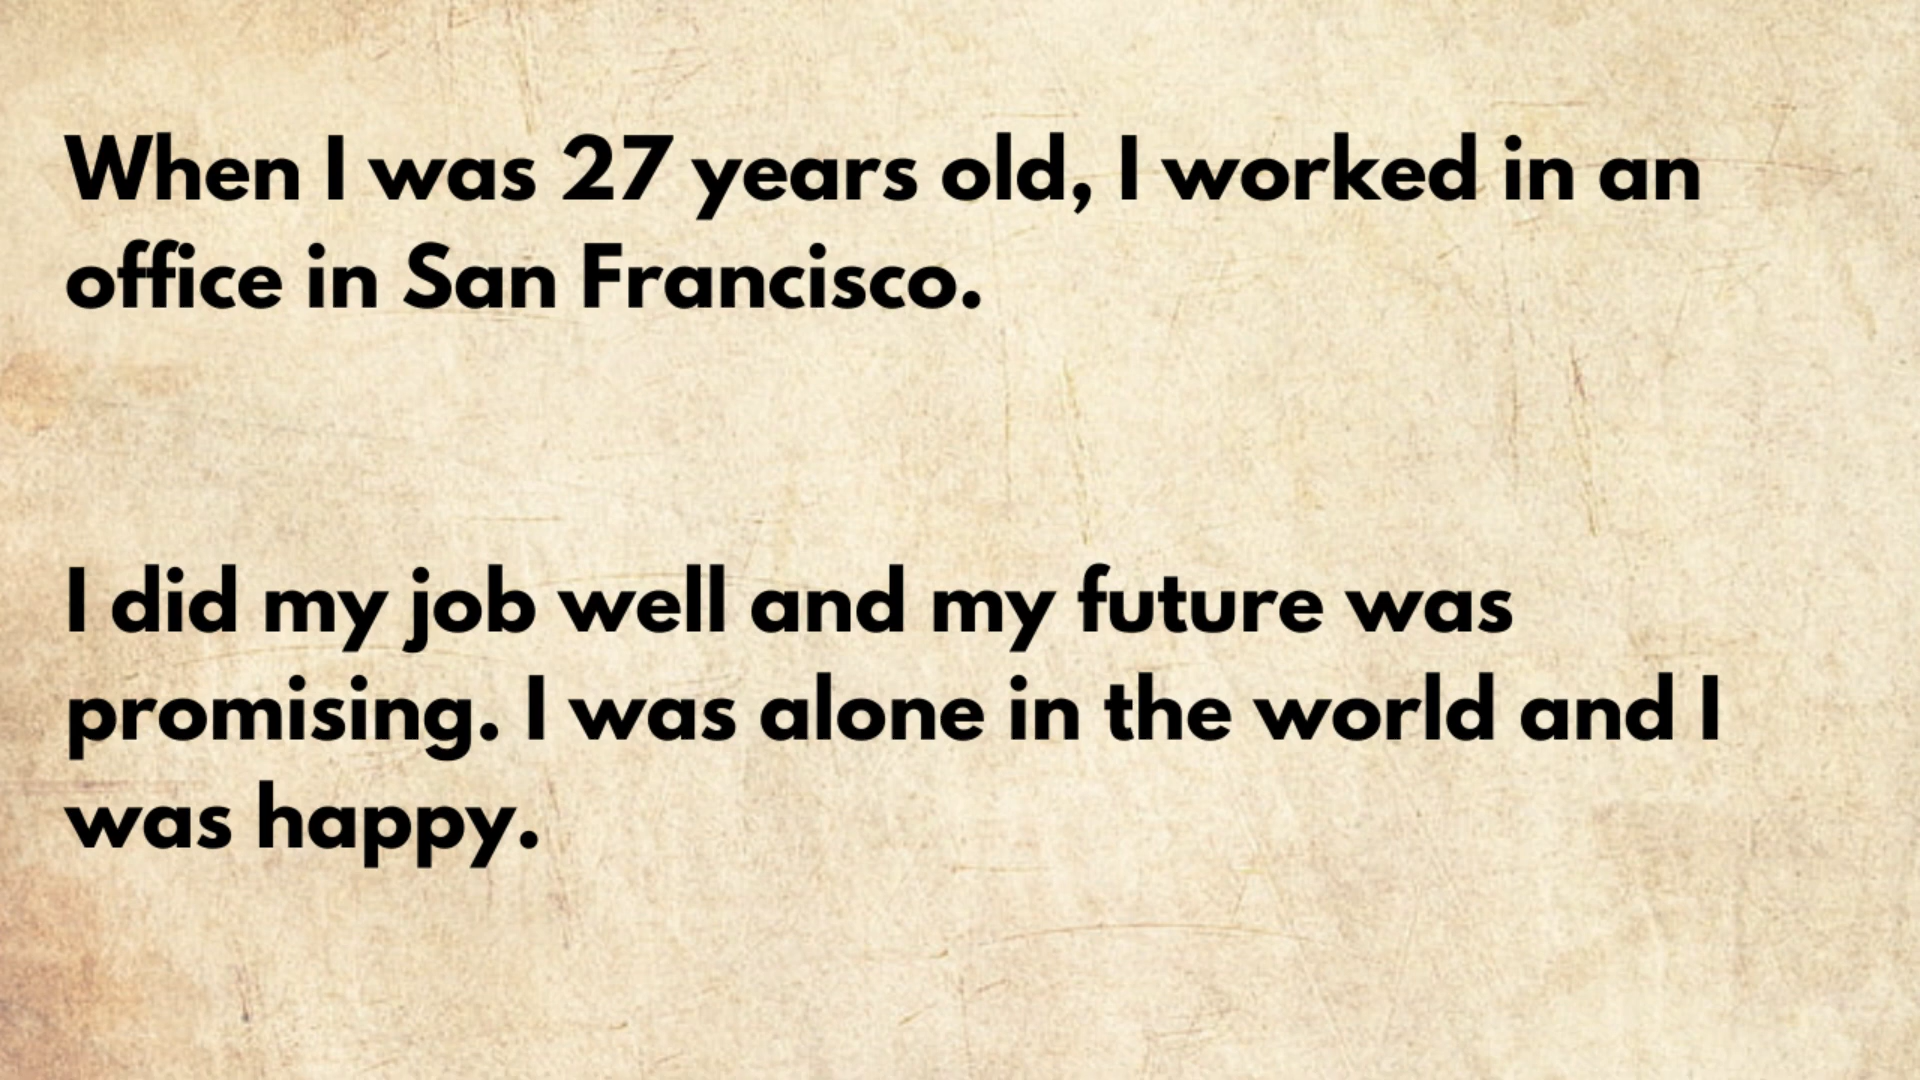 When I was 27 years old, I worked in an
office in San Francisco.
I did my job well and my future was
promising. I was alone in the world and I
was happy.